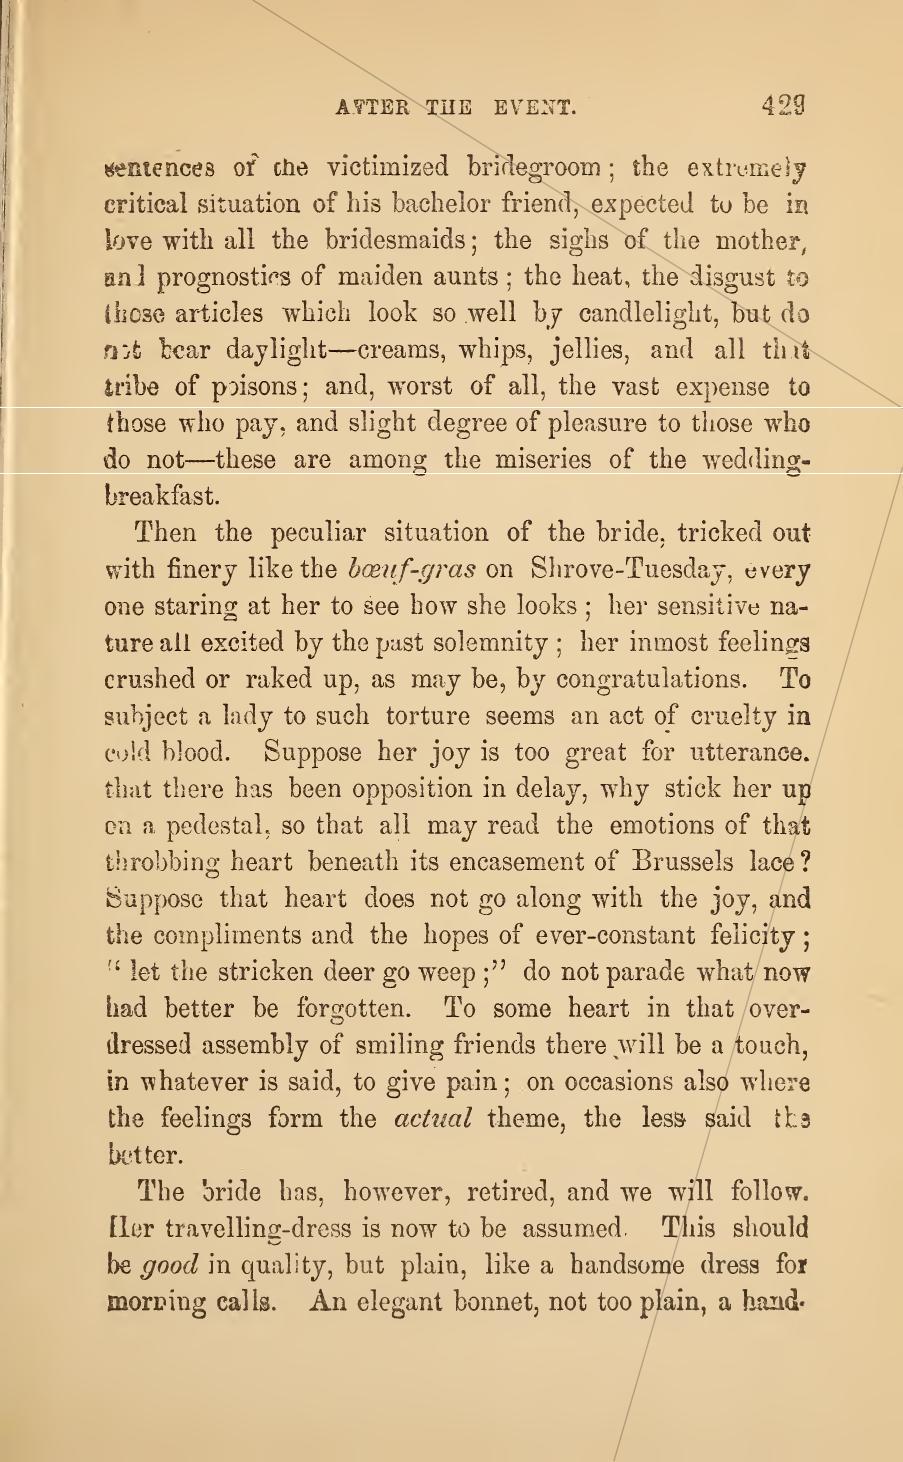 AFTER THE EVENT. 429
sentences of the victimized bridegroom ; the extremely
critical situation of his bachelor friend, expected to be in
love with all the bridesmaids ; the sighs of the mother,
and prognostics of maiden aunts ; the heat, the disgust to
those articles which look so well by candlelight, but do
not bear daylight—creams, whips, jellies, and all that
tribe of poisons ; and, worst of all, the vast expense to
those who pay, and slight degree of pleasure to those who
do not—these are among the miseries of the wedding-
breakfast.
Then the peculiar situation of the bride, tricked out
with finery like the bœuf-gras on Shrove-Tuesday, every
one staring at her to see how she looks ; her sensitive na-
ture all excited by the past solemnity ; her inmost feelings
crushed or raked up, as may be, by congratulations. To
subject a lady to such torture seems an act of cruelty in
cold blood. Suppose her joy is too great for utterance.
that there has been opposition in delay, why stick her up
on a pedestal, so that all may read the emotions of that
throbbing heart beneath its encasement of Brussels lace ?
Suppose that heart does not go along with the joy, and
the compliments and the hopes of ever-constant felicity ;
“ let the stricken deer go weep ;” do not parade what now
had better be forgotten. To some heart in that over-
dressed assembly of smiling friends there will be a touch,
in whatever is said, to give pain ; on occasions also where
the feelings form the actual theme, the less said the
better.
The bride has, however, retired, and we will follow.
Her travelling-dress is now to be assumed. This should
be good in quality, but plain, like a handsome dress for
morning calls. An elegant bonnet, not too plain, a hand-